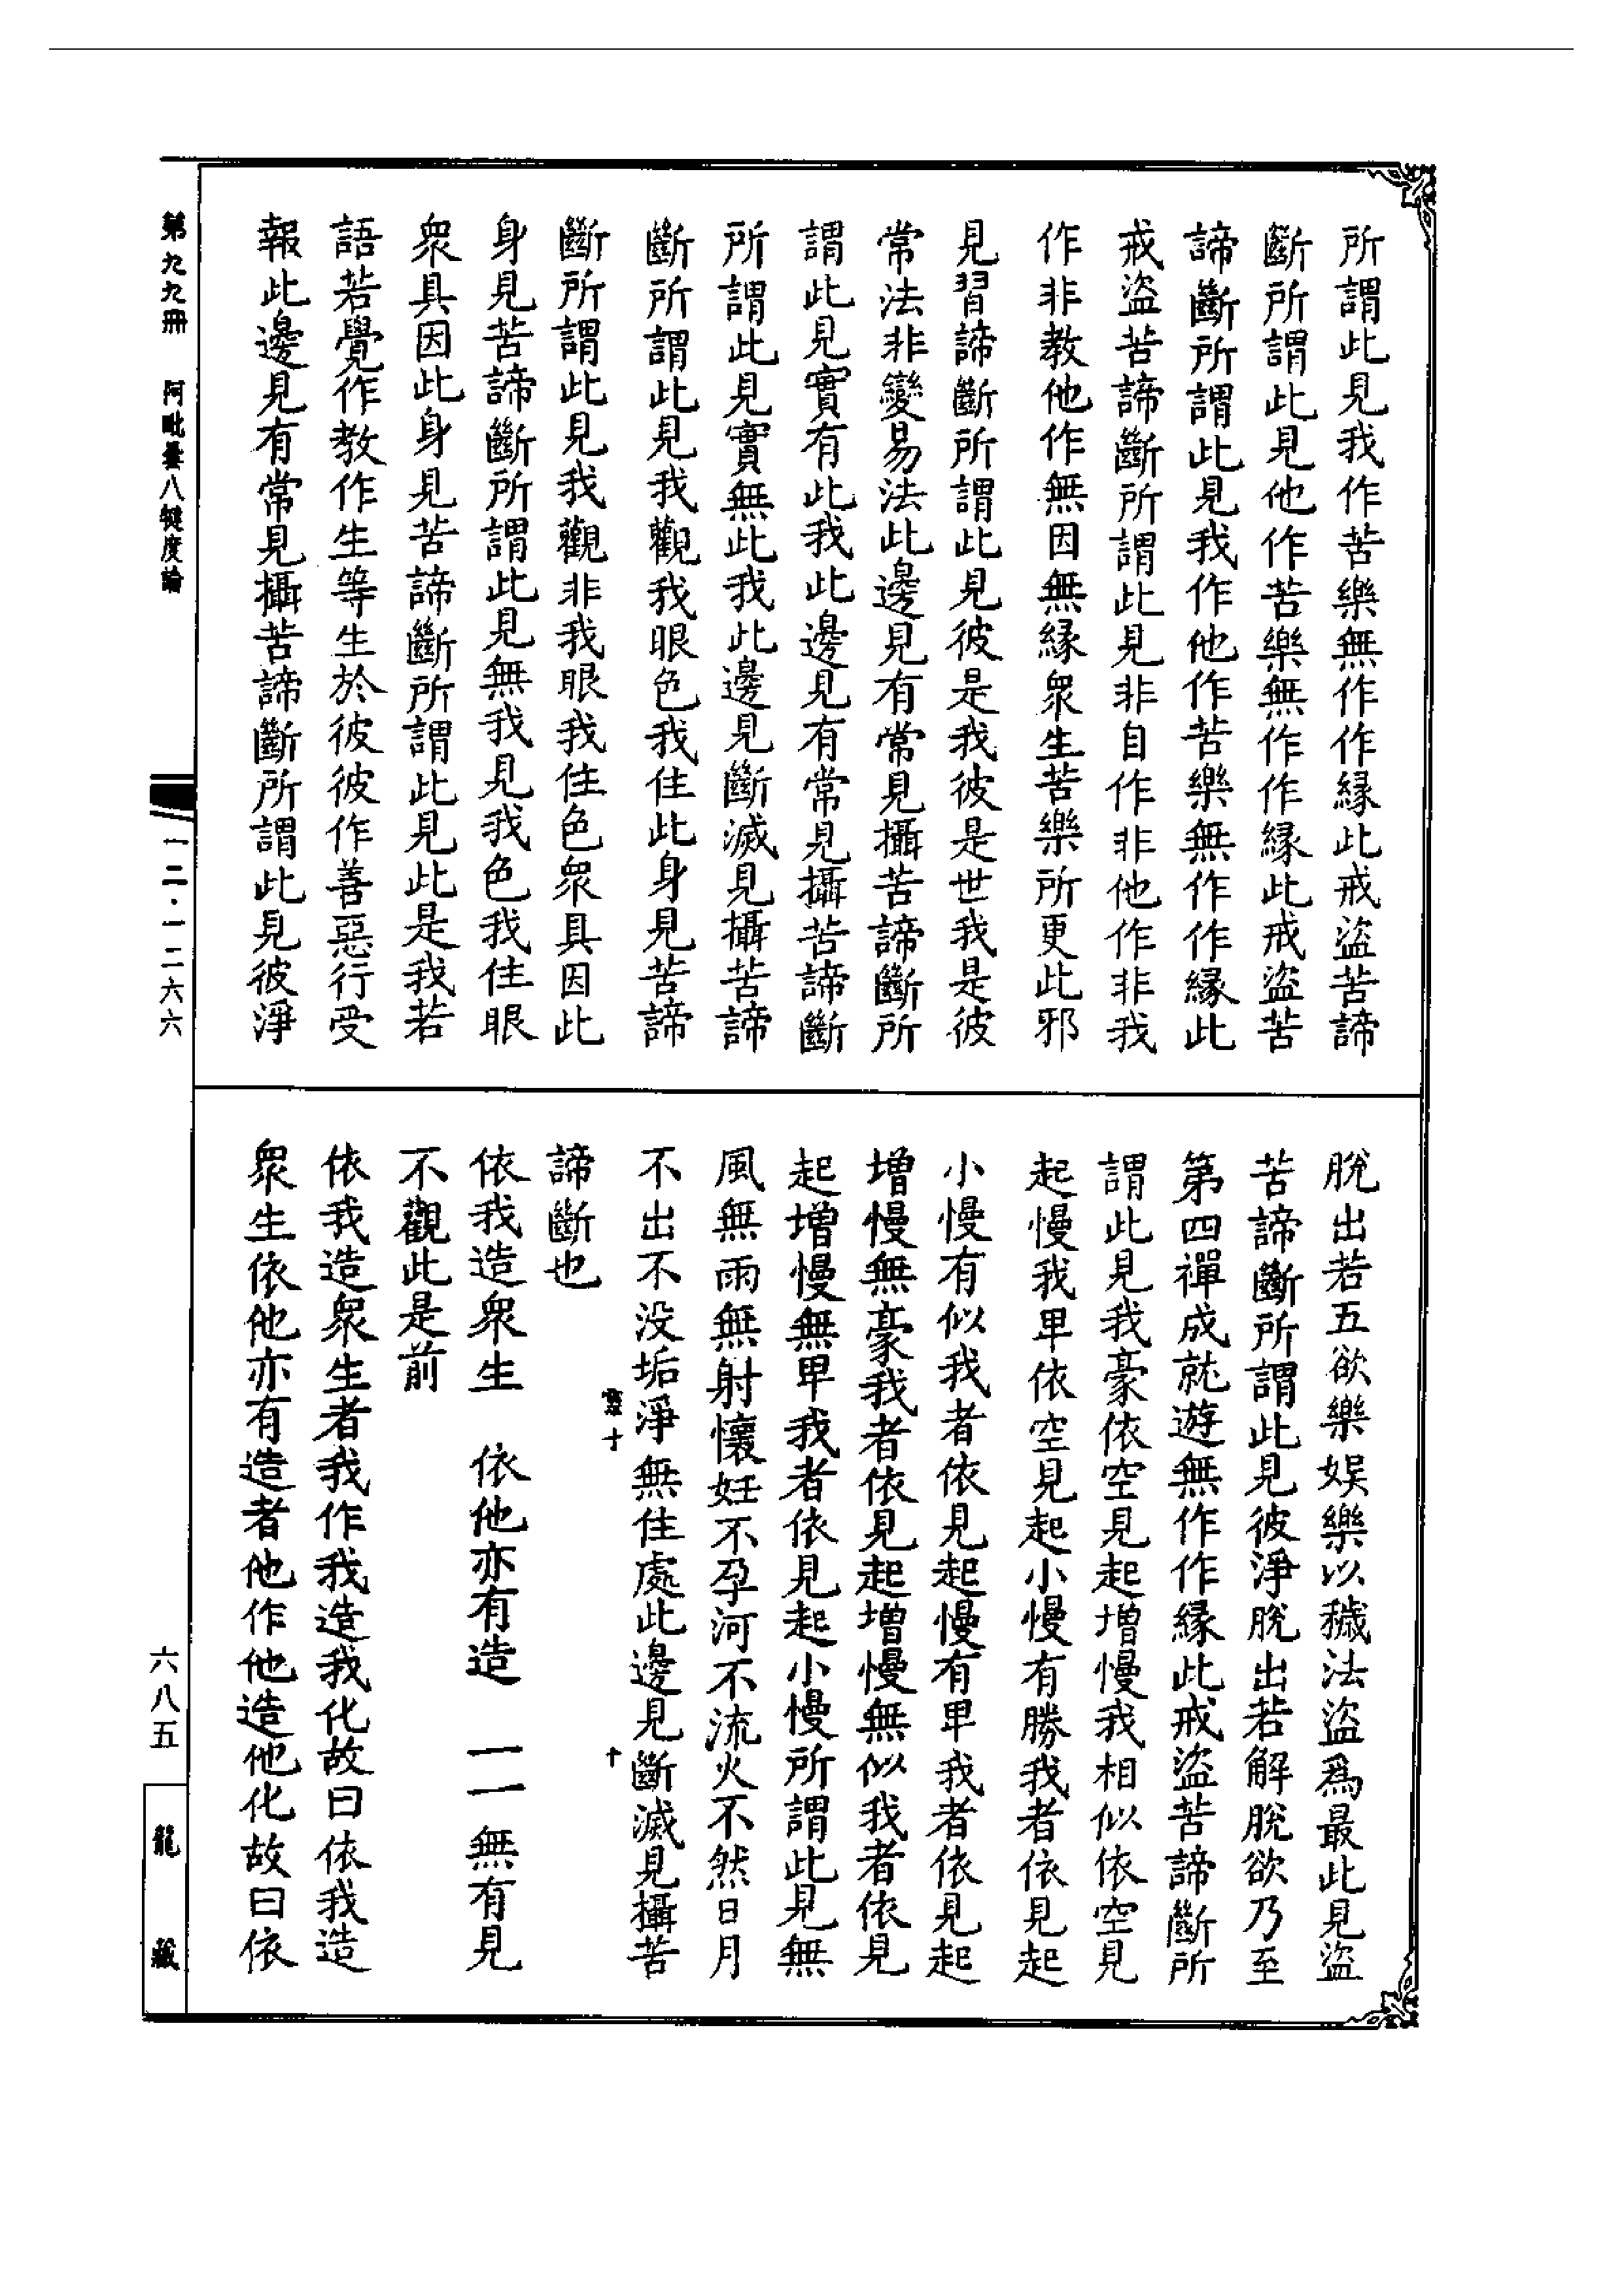 所謂此見我作苦樂無作作緣此戒盜苦諦
斷所謂此見他作苦樂無作作緣此戒盜苦
諦斷所謂此見我作他作苦樂無作作緣此
戒盜苦諦斷所謂此見非自作非他作非我
作非教他作無因無緣眾生苦樂所更此邪
見習諦斷所謂此見彼是我彼是世我是彼
常法非變易法此邊見有常見攝苦諦斷所
謂此見實有此我此邊見有常見攝苦諦斷
所謂此見實無此我此邊見斷滅見攝苦諦
斷所謂此見我觀我眼色我住此身見苦諦
斷所謂此見我觀非我眼我住色眾具因此
身見苦諦斷所謂此見無我見我色我住眼
眾具因此身見苦諦斷所謂此見此是我若
語若覺作教作生等生於彼彼作善惡行受
報此邊見有常見攝苦諦斷所謂此見彼淨
脫出若五欲樂娛樂以穢法盜為最此見盜
苦諦斷所謂此見彼淨脫出若解脫欲乃至
第四禪成就遊無作作緣此戒盜苦諦斷所
謂此見我豪依空見起增慢我相似依空見
起慢我卑依空見起小慢有勝我者依見起
小慢有似我者依見起慢有卑我者依見起
增慢無豪我者依見起增慢無似我者依見
起增慢無卑我者依見起小慢所謂此見無
風無雨無射懷妊不孕河不流火不然日月
不出不沒垢淨無住處此邊見斷滅見攝苦
諦斷也
依我造眾生 依他亦有造 一一無有見
不觀此是前
依我造眾生者我作我造我化故曰依我造
眾生依他亦有造者他作他造他化故曰依
第九九冊 阿毗曇八犍度論
一二·一二六六
六八五
龍藏